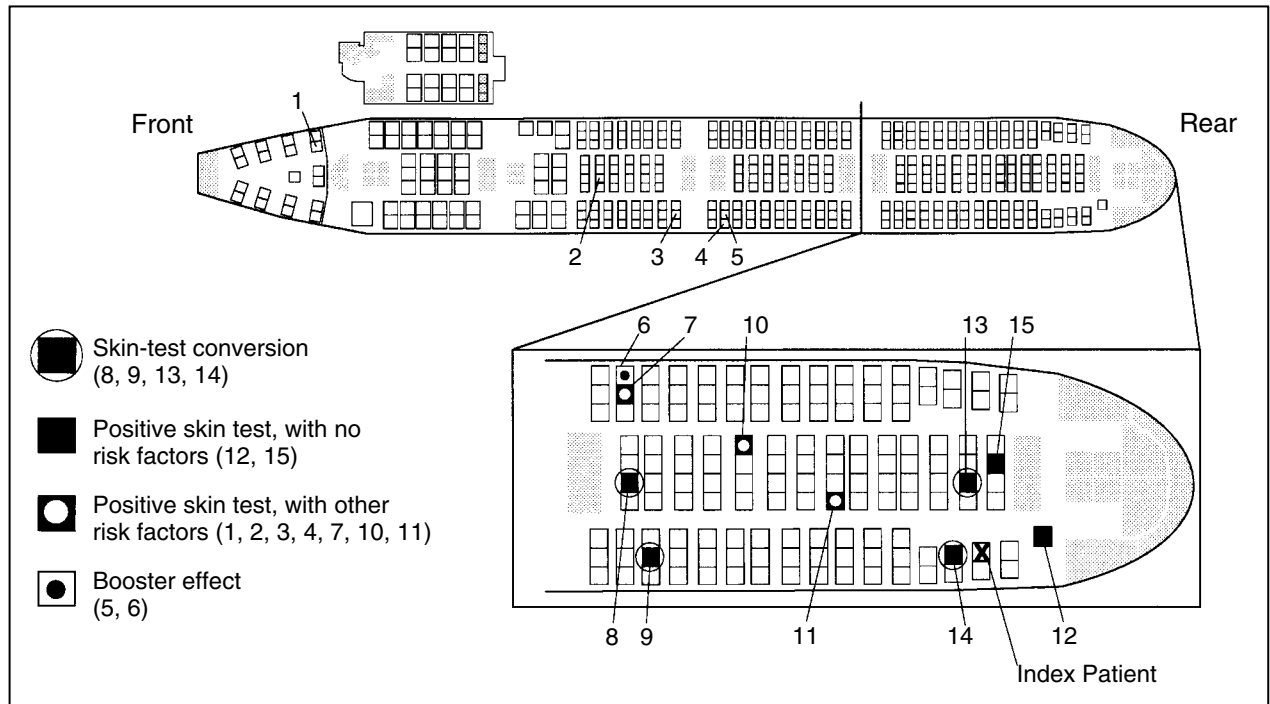 1
Front
Rear
2
3
4
5
6
7
10
13
15
Skin-test conversion
(8, 9, 13, 14)
Positive skin test, with no
risk factors (12, 15)
Positive skin test, with other
risk factors (1, 2, 3, 4, 7, 10, 11)
Booster effect
(5, 6)
8
9
11
14
12
X
Index Patient